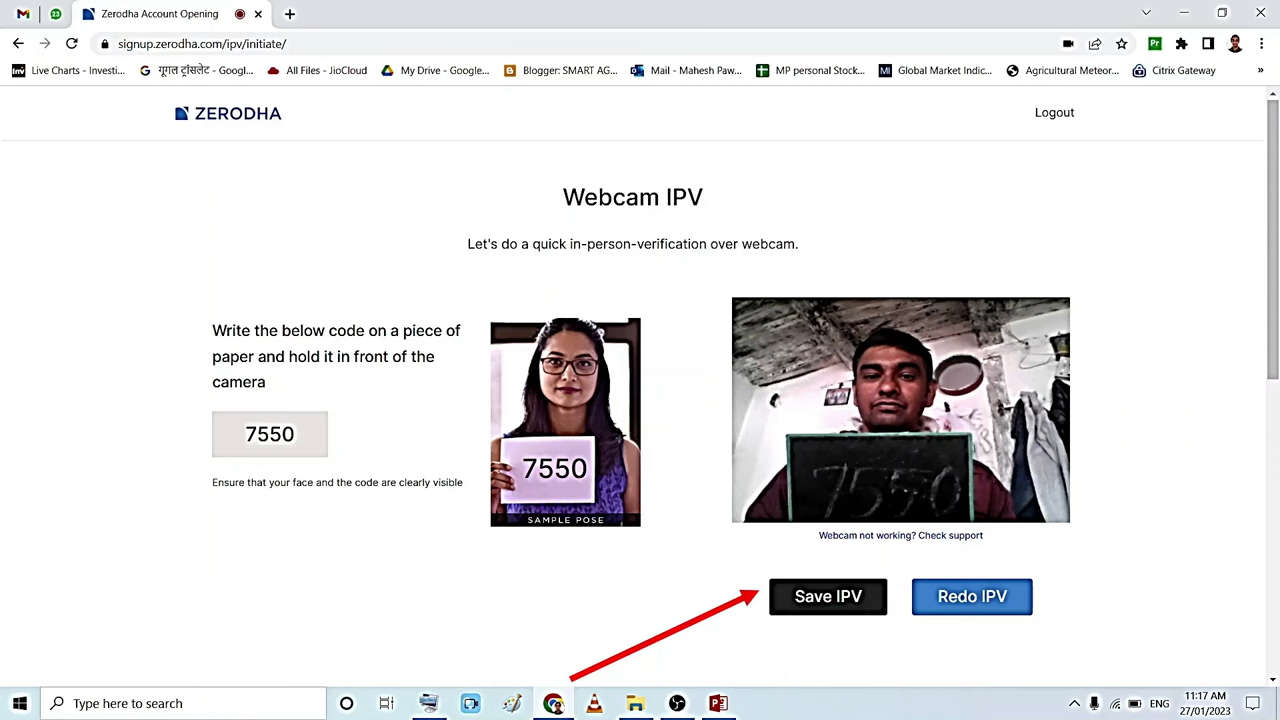 23
Zerodha Account Opening
signup.zerodha.com/ipv/initiate/
Pr
Inv Live Charts - Investi...
G गूगल ट्रांसलेट - Googl...
All Files - JioCloud
My Drive - Google...
Blogger: SMART AG...
Mail - Mahesh Paw...
MP personal Stock...
MI Global Market Indic...
Agricultural Meteor...
Citrix Gateway
»
ZERODHA
Logout
Webcam IPV
Let's do a quick in-person-verification over webcam.
Write the below code on a piece of
paper and hold it in front of the
camera
7550
Ensure that your face and the code are clearly visible
7550
SAMPLE POSE
7550
Webcam not working? Check support
Save IPV
Redo IPV
Type here to search
ENG
11:17 AM
27/01/2023